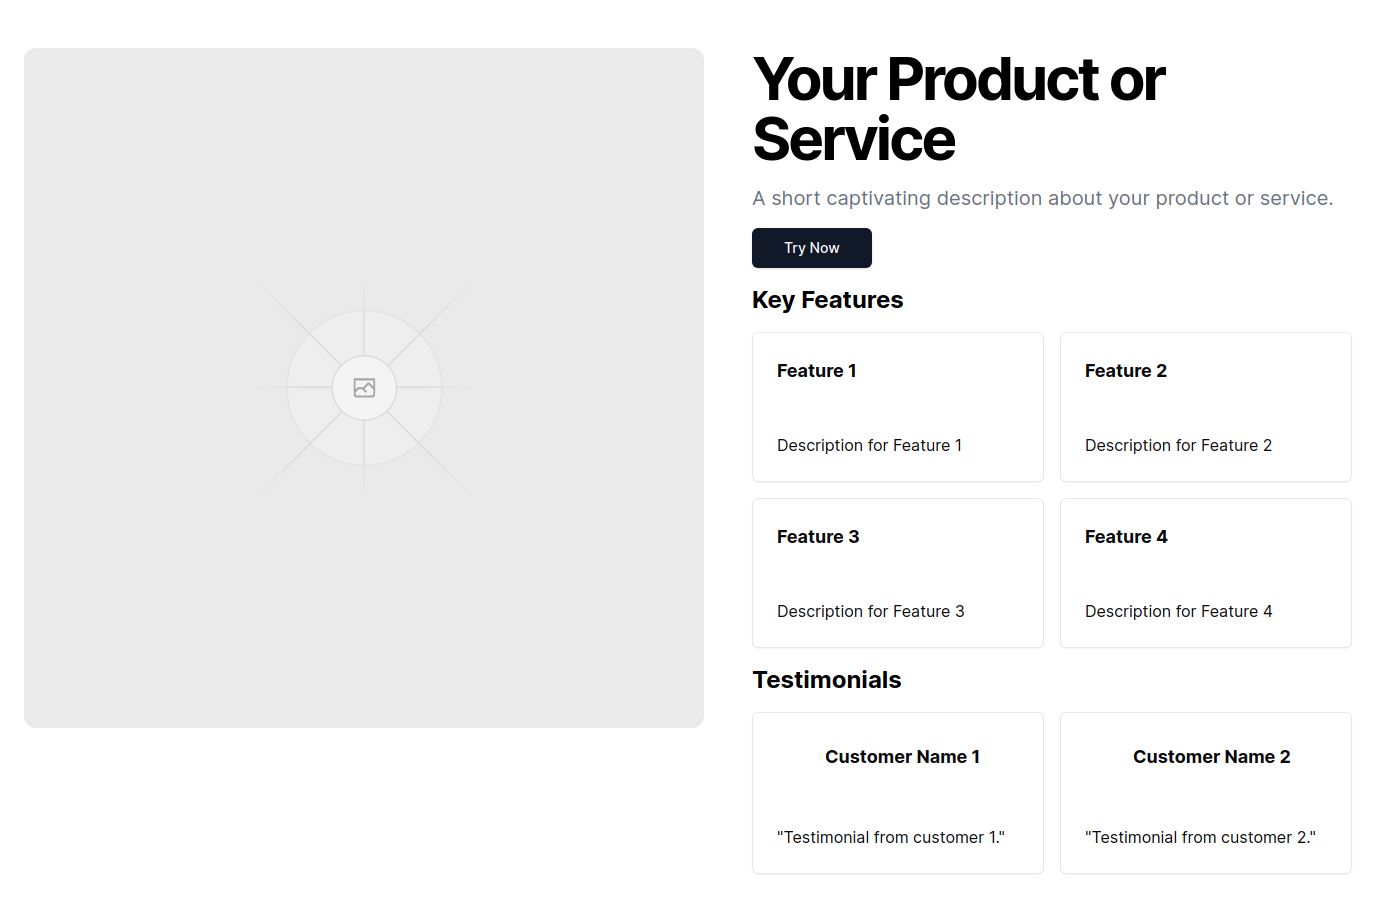 Your Product or
Service
A short captivating description about your product or service.
Try Now
Key Features
Feature 1
Description for Feature 1
Feature 2
Description for Feature 2
Feature 3
Description for Feature 3
Feature 4
Description for Feature 4
Testimonials
Customer Name 1
"Testimonial from customer 1."
Customer Name 2
"Testimonial from customer 2."